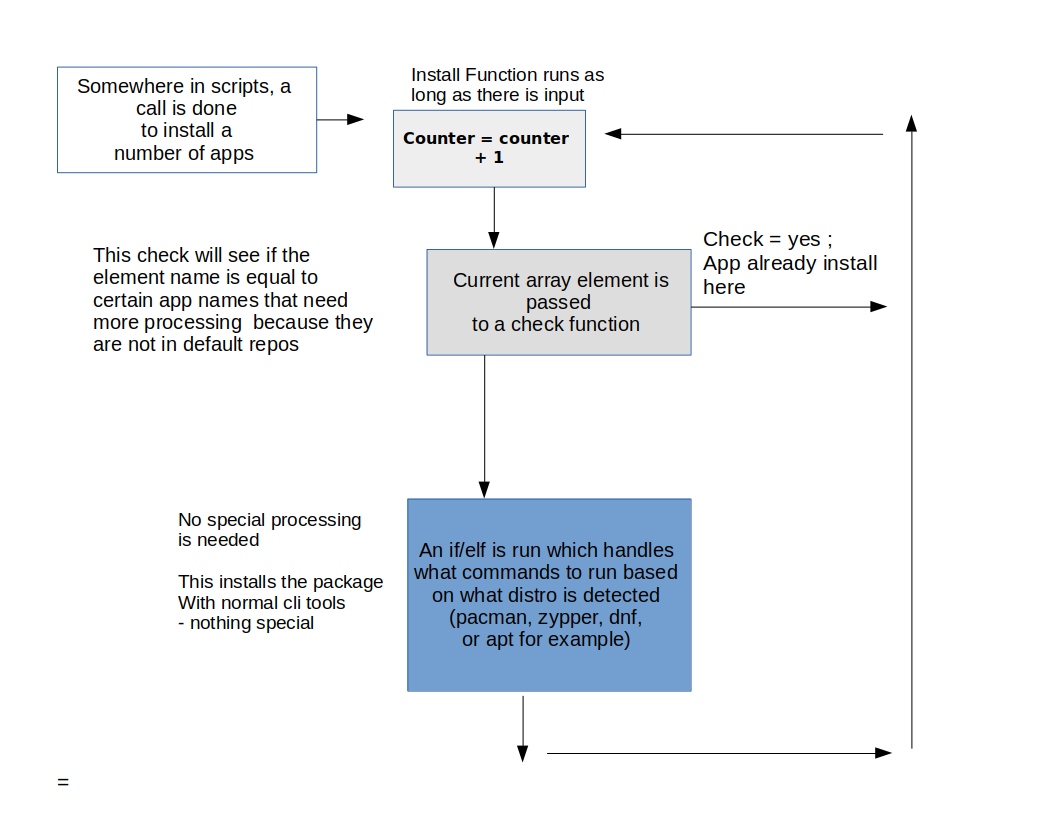 Somewhere in scripts, a
call is done
to install a
number of apps
Install Function runs as
long as there is input
Counter = counter
+ 1
This check will see if the
element name is equal to
certain app names that need
more processing  because they
are not in default repos
Current array element is
passed
to a check function
Check = yes ;
App already install
here
No special processing
is needed
This installs the package
With normal cli tools
- nothing special
An if/elf is run which handles
what commands to run based
on what distro is detected
(pacman, zypper, dnf,
or apt for example)
=